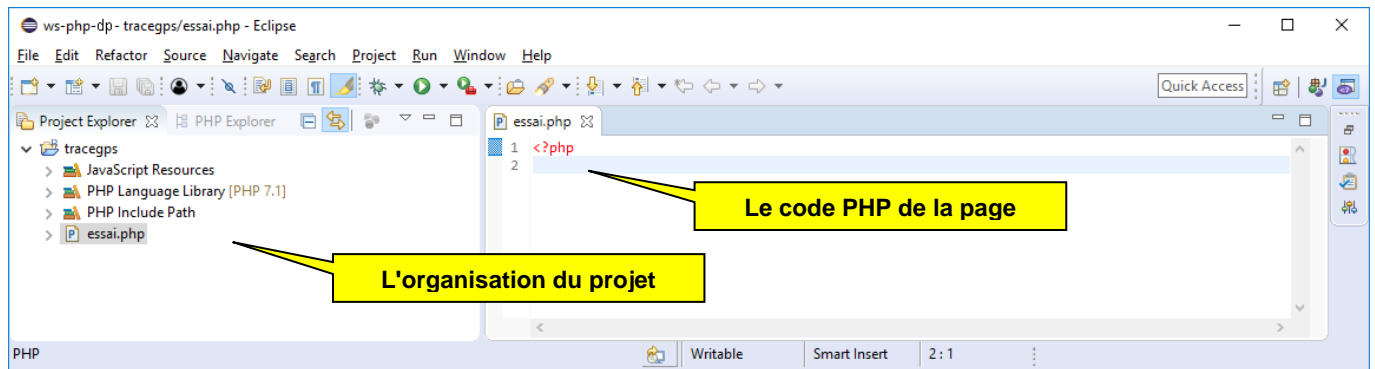 ws-php-dp - tracegps/essai.php - Eclipse
File Edit Refactor Source Navigate Search Project Run Window Help
Quick Access
Project Explorer PHP Explorer
essai.php
tracegps
JavaScript Resources
PHP Language Library [PHP 7.1]
PHP Include Path
essai.php
1 <?php
2
Le code PHP de la page
L'organisation du projet
PHP Writable Smart Insert 2 : 1